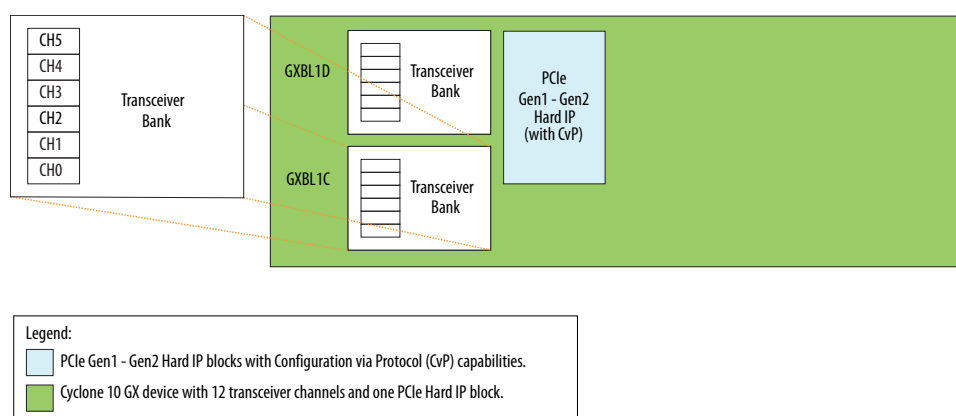 CH5
CH4
CH3
CH2
CH1
CH0
Transceiver
Bank
GXBL1D
Transceiver
Bank
GXBL1C
Transceiver
Bank
PCIe
Gen1 - Gen2
Hard IP
(with CvP)
Legend:
PCIe Gen1 - Gen2 Hard IP blocks with Configuration via Protocol (CvP) capabilities.
Cyclone 10 GX device with 12 transceiver channels and one PCIe Hard IP block.